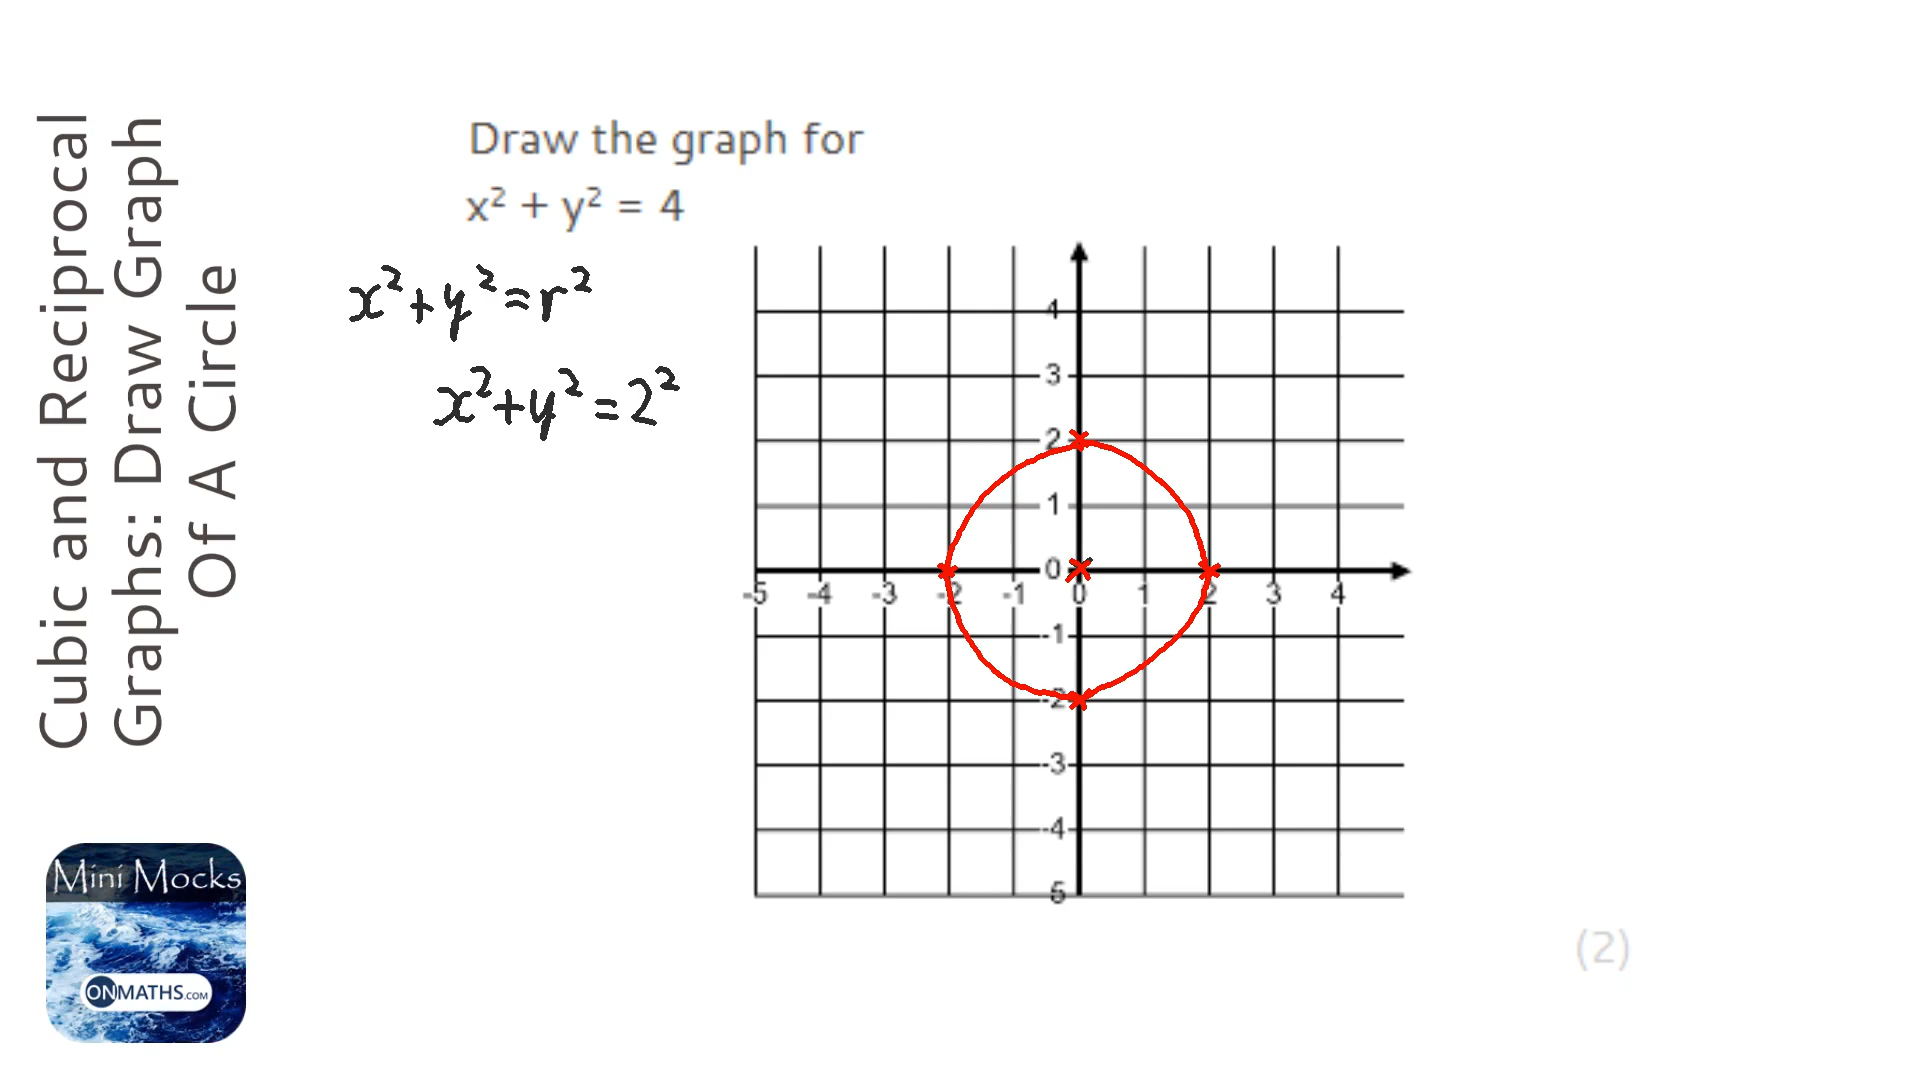 Cubic and Reciprocal
Graphs: Draw Graph
Of A Circle
Draw the graph for
x² + y² = 4
x²+y²=r²
x²+y²=2²
4
3
2
1
0
-5 -4 -3 -2 -1 0 1 2 3 4
-1
-2
-3
-4
5
(2)
Mini Mocks
ONMATHS.COM